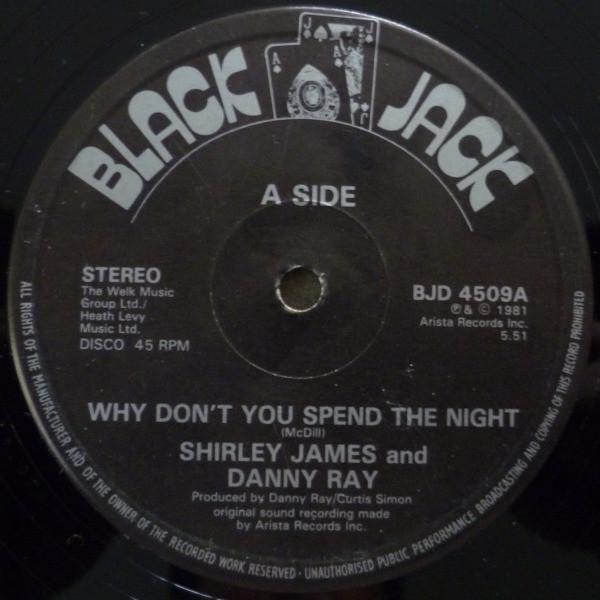 BLACK JACK
J
A
A
J
A SIDE
STEREO
The Welk Music
Group Ltd./
Heath Levy
Music Ltd.
DISCO 45 RPM
BJD 4509A
℗ & © 1981
Arista Records Inc.
5.51
WHY DON'T YOU SPEND THE NIGHT
(McDill)
SHIRLEY JAMES and
DANNY RAY
Produced by Danny Ray/Curtis Simon
original sound recording made
by Arista Records Inc.
ALL RIGHTS OF THE MANUFACTURER AND OF THE OWNER OF THE RECORDED WORK RESERVED · UNAUTHORISED PUBLIC PERFORMANCE BROADCASTING AND COPYING OF THIS RECORD PROHIBITED